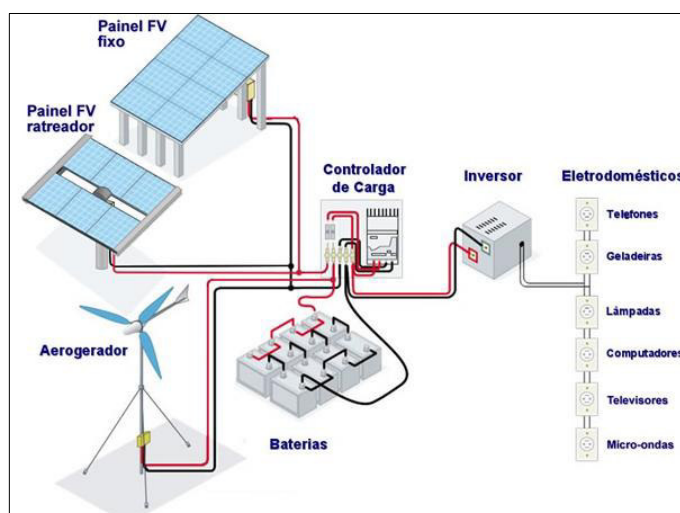 Painel FV
fixo
Painel FV
ratreador
Controlador
de Carga
Inversor
Eletrodomésticos
Telefones
Geladeiras
Lámpadas
Computadores
Televisores
Micro-ondas
Aerogerador
Baterias